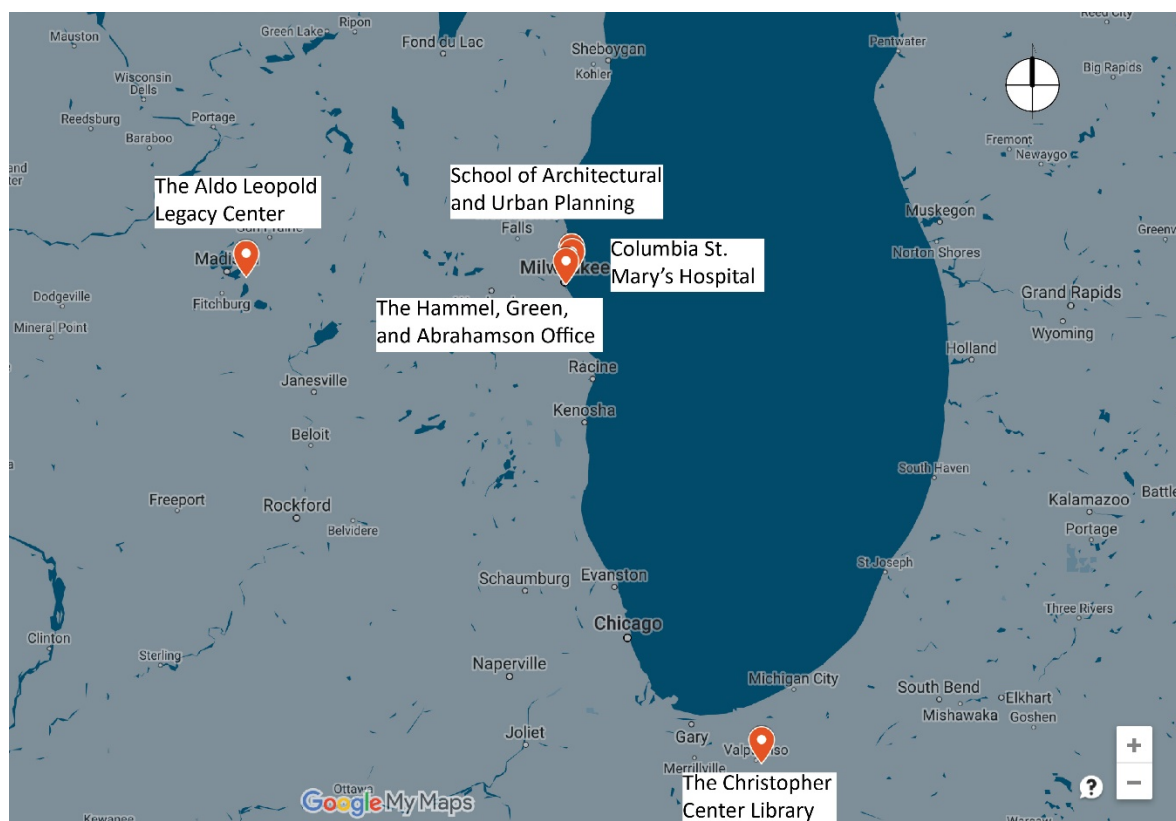 Mauston
Green Lake
Ripon
Fond du Lac
Sheboygan
Kohler
Pentwater
Reed City
Big Rapids
Wisconsin
Dells
Reedsburg
Portage
Baraboo
Fremont
Newaygo
The Aldo Leopold
Legacy Center
School of Architectural
and Urban Planning
Falls
Muskegon
Norton Shores
Columbia St.
Mary's Hospital
Fitchburg
Dodgeville
Mineral Point
The Hammel, Green,
and Abrahamson Office
Grand Rapids
Wyoming
Holland
Racine
Janesville
Kenosha
Beloit
South Haven
Freeport
Rockford
Belvidere
Kalamazoo
Battle
Portage
Schaumburg
Evanston
St Joseph
Three Rivers
Chicago
Clinton
Sterling
Naperville
Michigan City
South Bend
Elkhart
Mishawaka
Goshen
Joliet
Gary
Merrillville
The Christopher
Center Library
Ottawa
Google My Maps
Kewanee
+
−
?